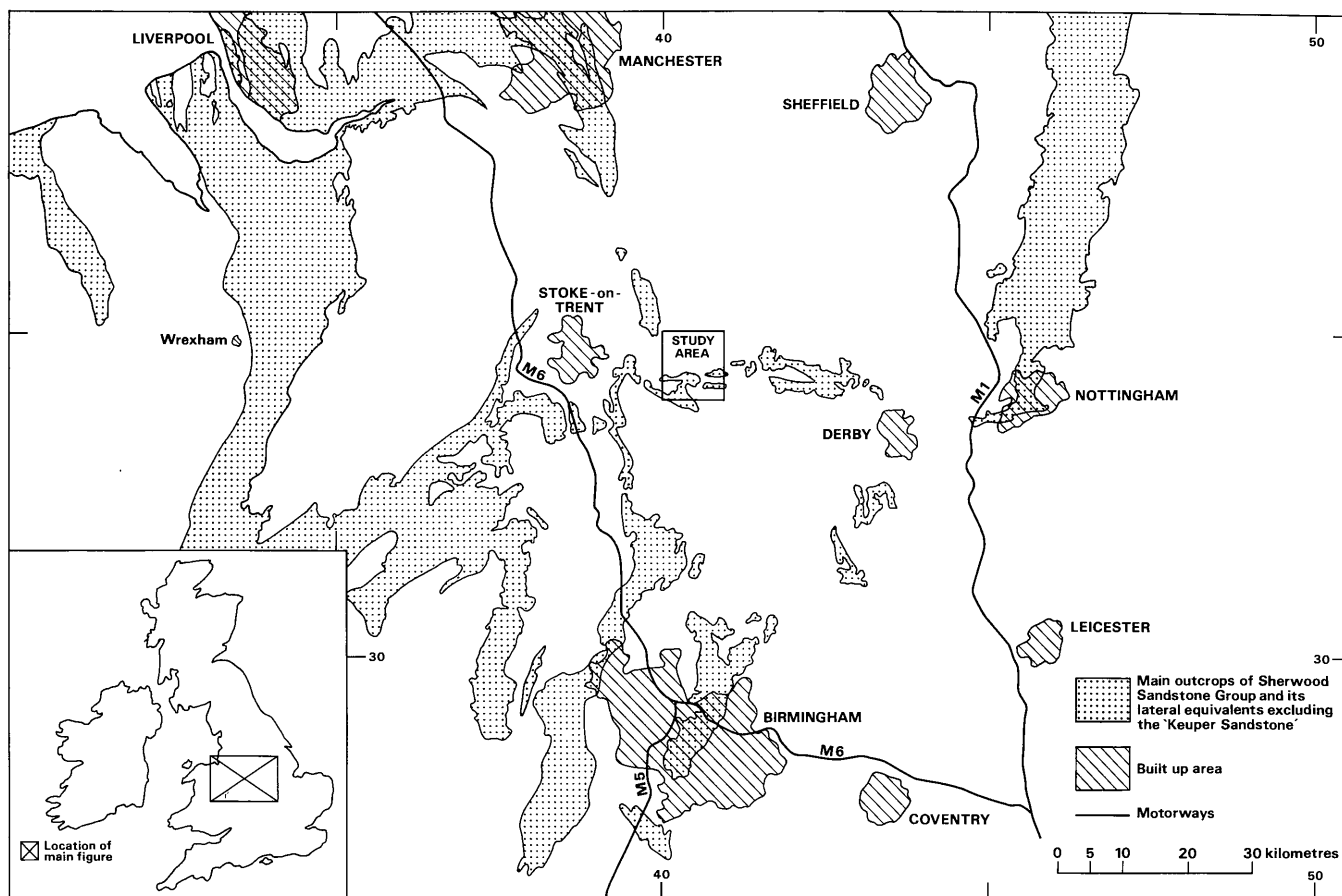 LIVERPOOL
40
50
MANCHESTER
SHEFFIELD
STOKE-on-
TRENT
STUDY
AREA
Wrexham
M6
M1
NOTTINGHAM
DERBY
30
LEICESTER
30
Main outcrops of Sherwood
Sandstone Group and its
lateral equivalents excluding
the ‵Keuper Sandstone′
BIRMINGHAM
M6
Built up area
M5
COVENTRY
Motorways
Location of
main figure
0 5 10 20 30 kilometres
40
50